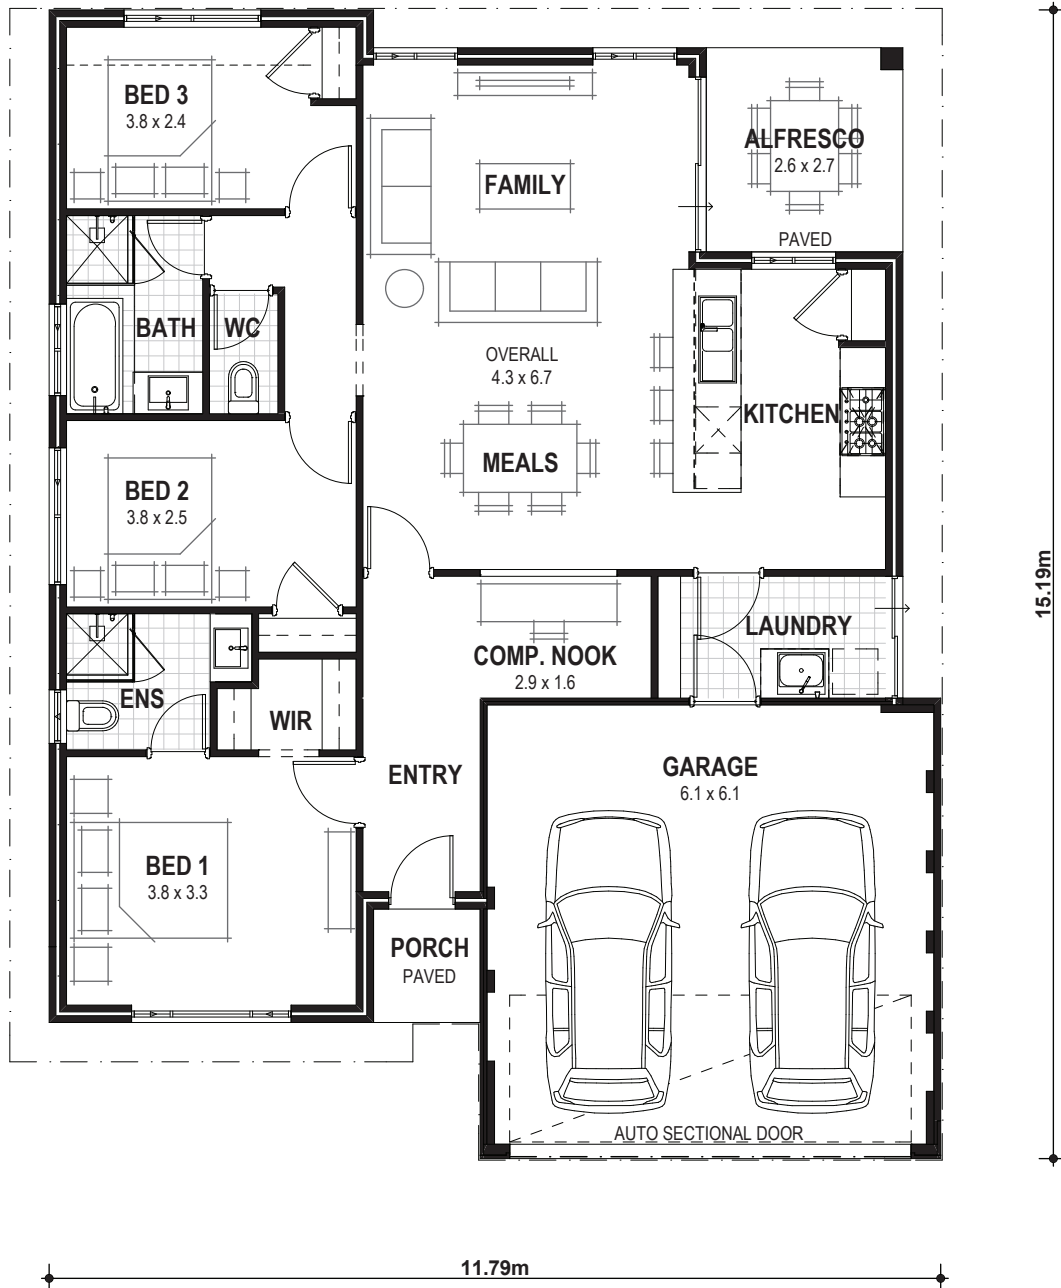 BED 3
3.8 x 2.4
FAMILY
ALFRESCO
2.6 x 2.7
PAVED
BATH
WC
OVERALL
4.3 x 6.7
KITCHEN
MEALS
BED 2
3.8 x 2.5
15.19m
LAUNDRY
COMP. NOOK
2.9 x 1.6
ENS
WIR
ENTRY
GARAGE
6.1 x 6.1
BED 1
3.8 x 3.3
PORCH
PAVED
AUTO SECTIONAL DOOR
11.79m